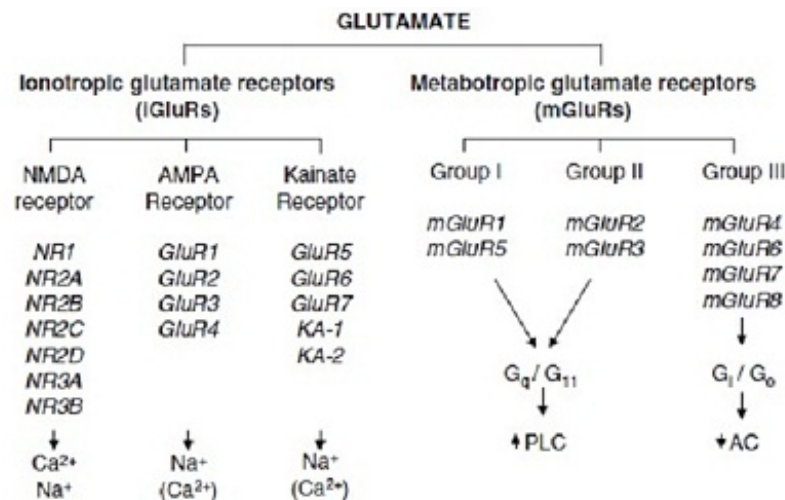 GLUTAMATE
Ionotropic glutamate receptors
(iGluRs)
Metabotropic glutamate receptors
(mGluRs)
NMDA
receptor
AMPA
Receptor
Kainate
Receptor
Group I
Group II
Group III
NR1
NR2A
NR2B
NR2C
NR2D
NR3A
NR3B
GluR1
GluR2
GluR3
GluR4
GluR5
GluR6
GluR7
KA-1
KA-2
mGluR1
mGluR5
mGluR2
mGluR3
mGluR4
mGluR6
mGluR7
mGluR8
Gq / G11
Gi / Go
Ca²⁺
Na⁺
Na⁺
(Ca²⁺)
Na⁺
(Ca²⁺)
PLC
AC